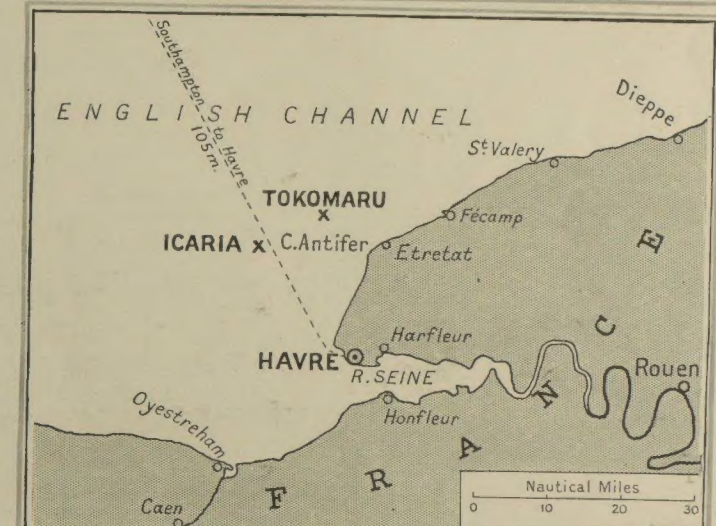 Southampton to Havre
105 m.
ENGLISH CHANNEL
Dieppe
St. Valery
TOKOMARU
x
Fécamp
ICARIA x
C. Antifer
Etretat
Harfleur
HAVRE
R. SEINE
Rouen
Honfleur
Oyestreham
Caen
FRANCE
Nautical Miles
0 10 20 30